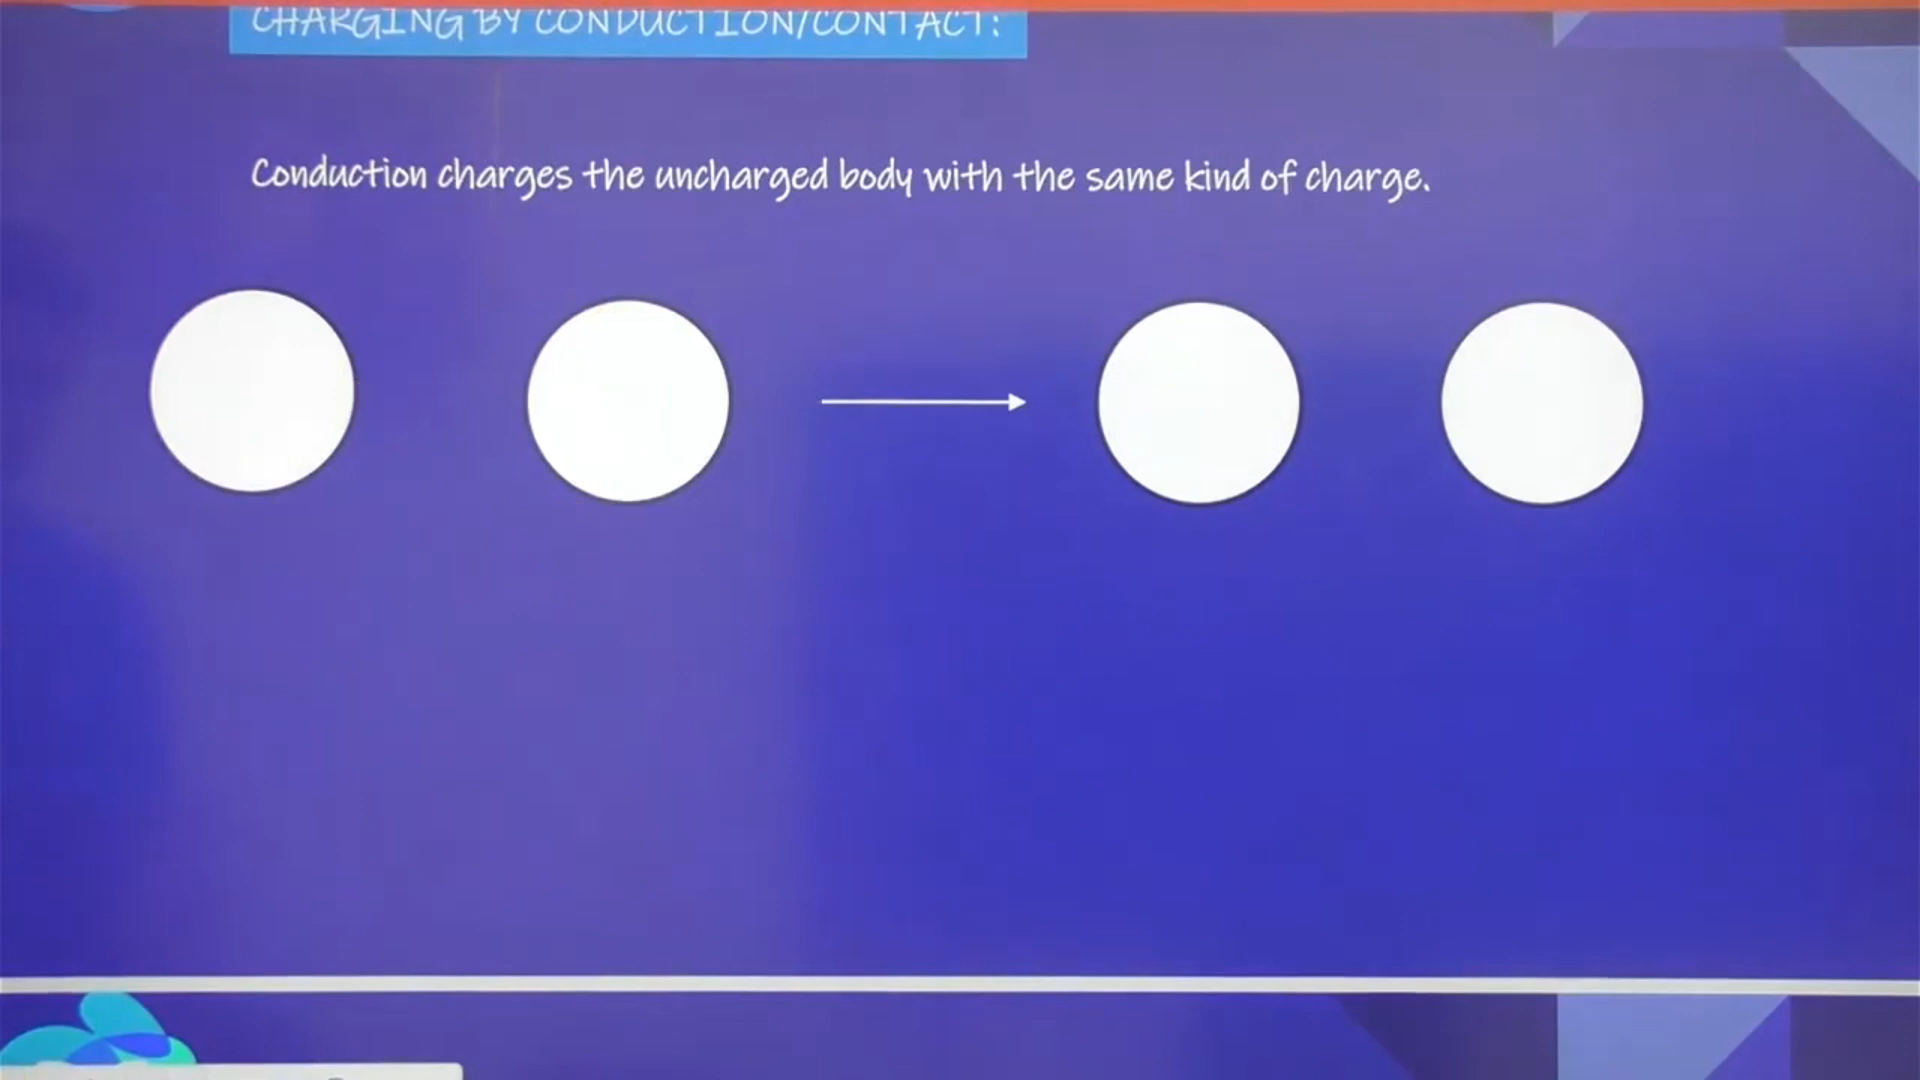 CHARGING BY CONDUCTION/CONTACT:
Conduction charges the uncharged body with the same kind of charge.